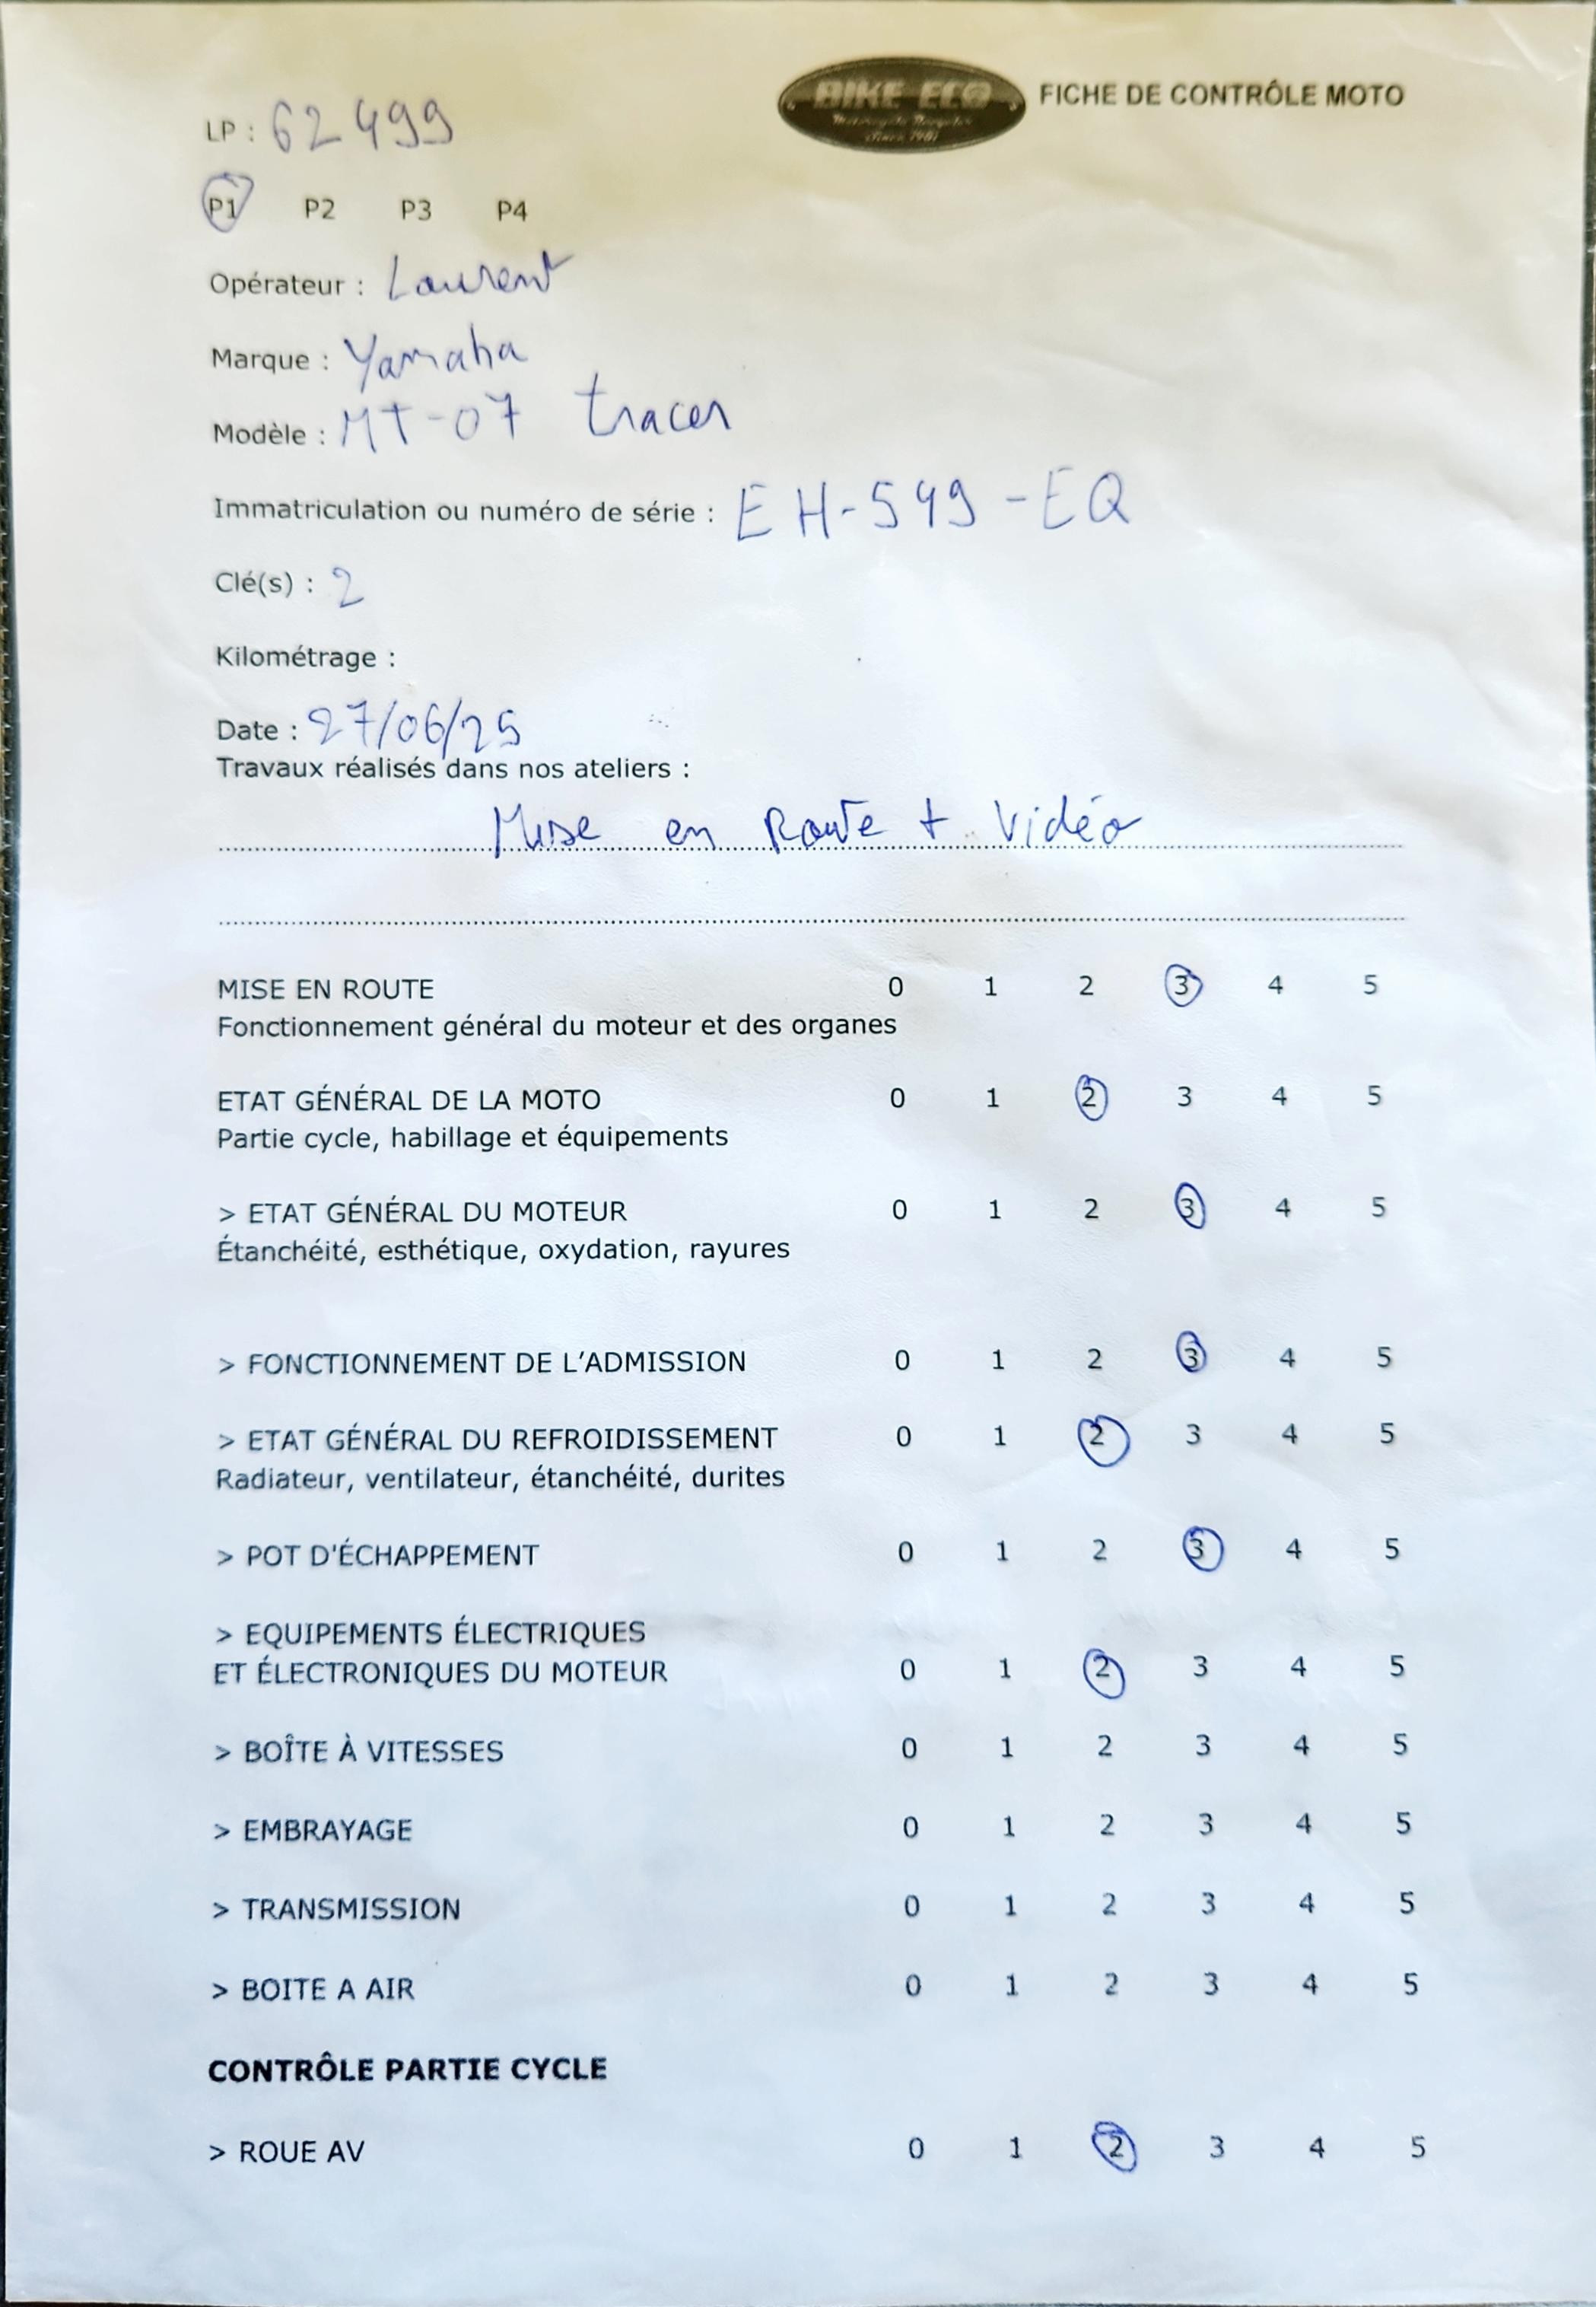 BIKE ECO
FICHE DE CONTRÔLE MOTO
LP : 62499
P1 P2 P3 P4
Opérateur : Laurent
Marque : Yamaha
Modèle : MT-07 tracer
Immatriculation ou numéro de série : EH-549-EQ
Clé(s) : 2
Kilométrage :
Date : 27/06/25
Travaux réalisés dans nos ateliers :
Mise en Route + Vidéo
MISE EN ROUTE 0 1 2 3 4 5
Fonctionnement général du moteur et des organes
ETAT GÉNÉRAL DE LA MOTO 0 1 2 3 4 5
Partie cycle, habillage et équipements
> ETAT GÉNÉRAL DU MOTEUR 0 1 2 3 4 5
Étanchéité, esthétique, oxydation, rayures
> FONCTIONNEMENT DE L'ADMISSION 0 1 2 3 4 5
> ETAT GÉNÉRAL DU REFROIDISSEMENT 0 1 2 3 4 5
Radiateur, ventilateur, étanchéité, durites
> POT D'ÉCHAPPEMENT 0 1 2 3 4 5
> EQUIPEMENTS ÉLECTRIQUES
ET ÉLECTRONIQUES DU MOTEUR 0 1 2 3 4 5
> BOÎTE À VITESSES 0 1 2 3 4 5
> EMBRAYAGE 0 1 2 3 4 5
> TRANSMISSION 0 1 2 3 4 5
> BOITE A AIR 0 1 2 3 4 5
CONTRÔLE PARTIE CYCLE
> ROUE AV 0 1 2 3 4 5